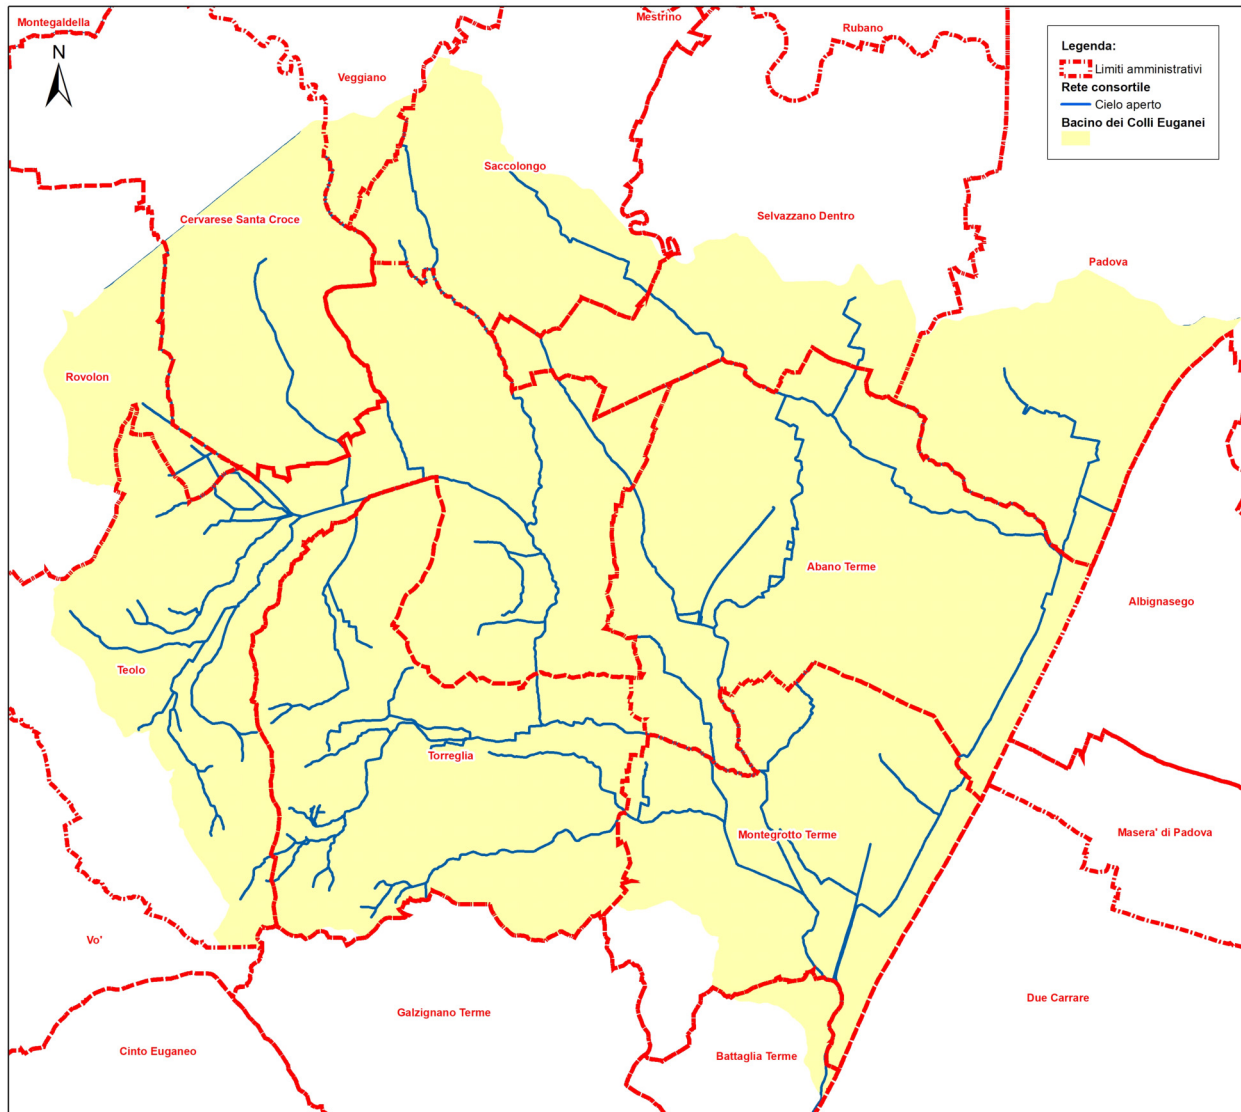 Montegaldella
Mestrino
Rubano
N
Veggiano
Legenda:
Limiti amministrativi
Rete consortile
Cielo aperto
Bacino dei Colli Euganei
Saccolongo
Cervarese Santa Croce
Selvazzano Dentro
Padova
Rovolon
Abano Terme
Albignasego
Teolo
Torreglia
Montegrotto Terme
Masera' di Padova
Vo'
Due Carrare
Galzignano Terme
Cinto Euganeo
Battaglia Terme